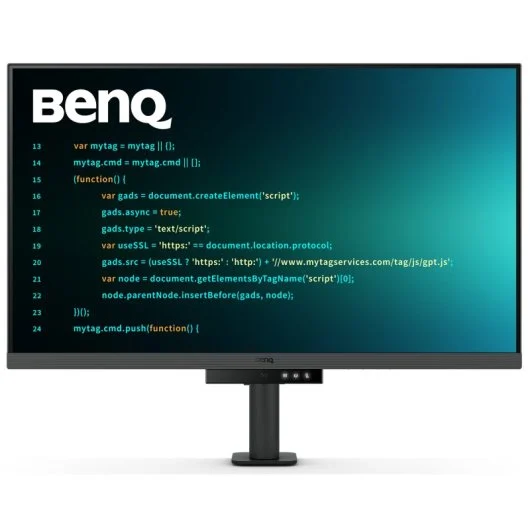 BenQ
13 var mytag = mytag || {};
14 mytag.cmd = mytag.cmd || [];
15 (function() {
16 var gads = document.createElement('script');
17 gads.async = true;
18 gads.type = 'text/script';
19 var useSSL = 'https:' == document.location.protocol;
20 gads.src = (useSSL ? 'https:' : 'http:') + '//www.mytagservices.com/tag/js/gpt.js';
21 var node = document.getElementsByTagName('script')[0];
22 node.parentNode.insertBefore(gads, node);
23 })();
24 mytag.cmd.push(function() {
BenQ